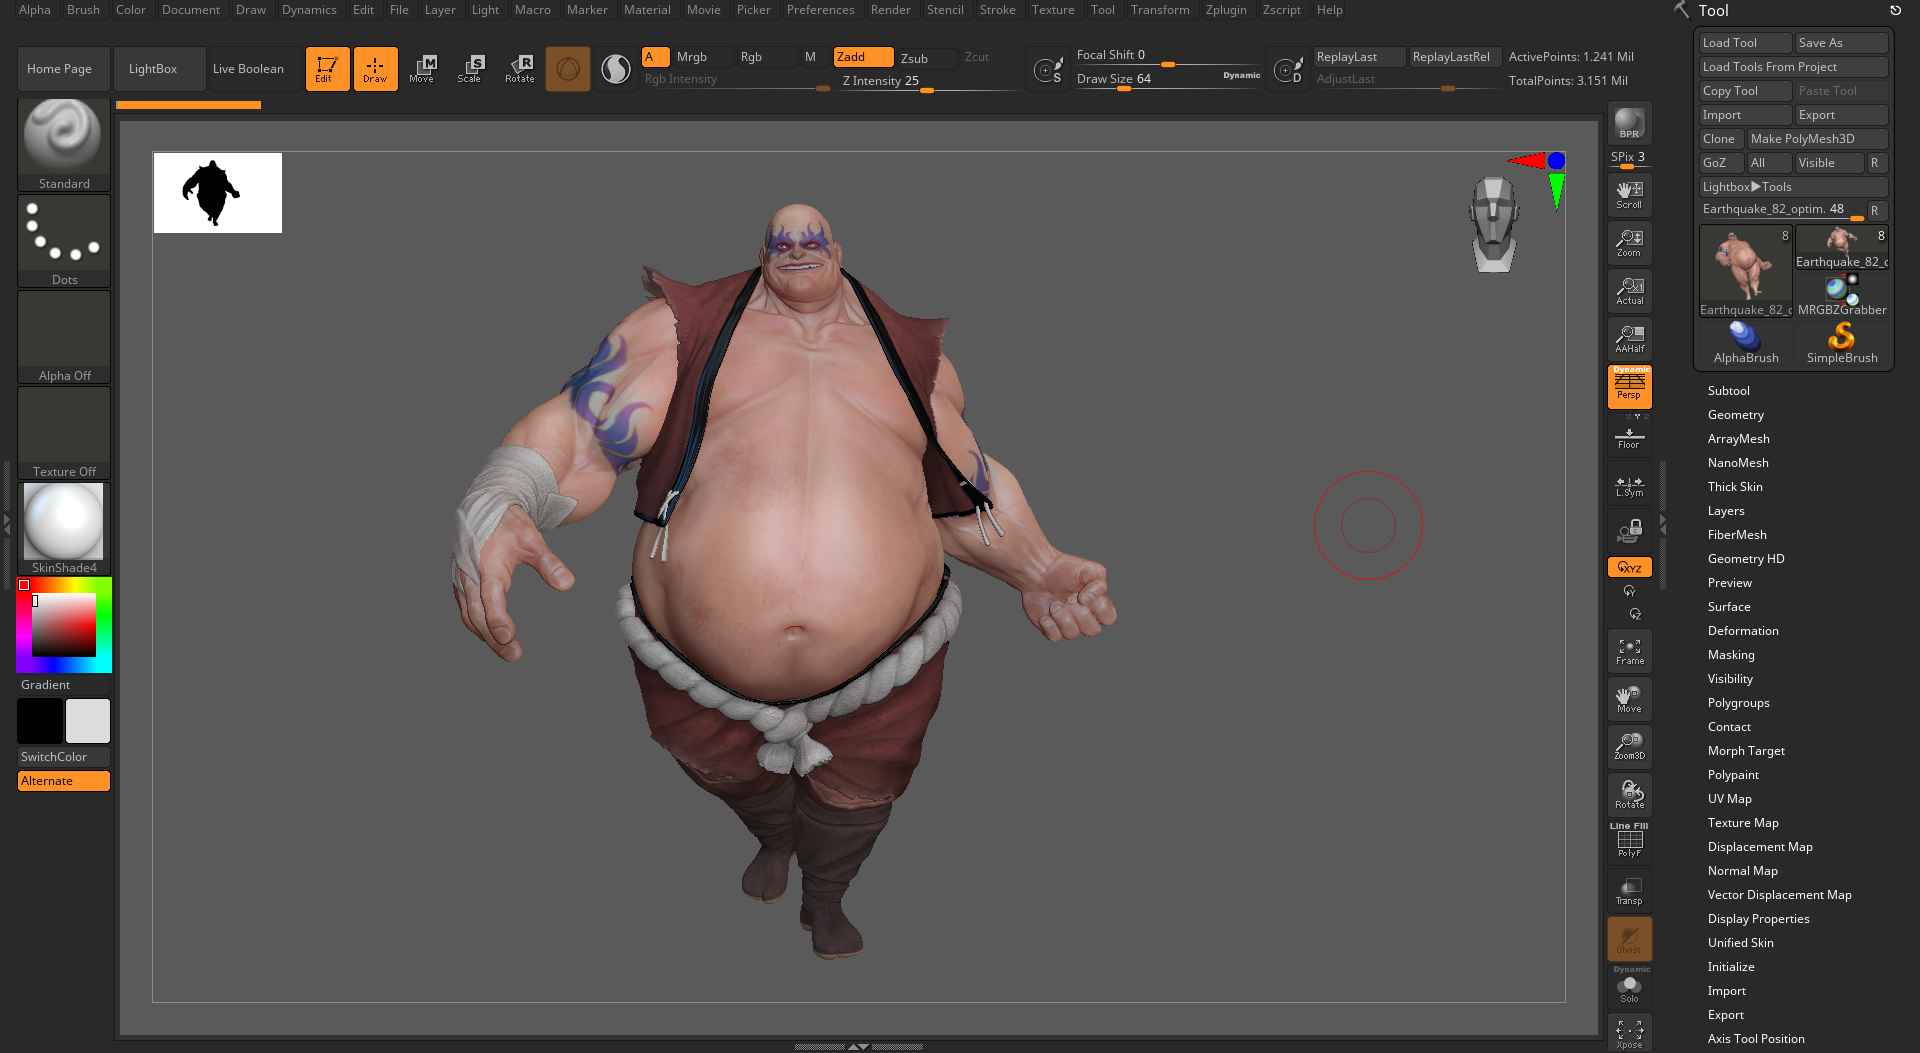 Alpha Brush Color Document Draw Dynamics Edit File Layer Light Macro Marker Material Movie Picker Preferences Render Stencil Stroke Texture Tool Transform Zplugin Zscript Help
Tool
Home Page
LightBox
Live Boolean
Edit
Draw
M
Move
S
Scale
R
Rotate
A
Mrgb
Rgb
M
Zadd
Zsub
Zcut
Rgb Intensity
Z Intensity 25
S
Focal Shift 0
Draw Size 64
Dynamic
D
ReplayLast
ReplayLastRel
AdjustLast
ActivePoints: 1.241 Mil
TotalPoints: 3.151 Mil
Standard
Dots
Alpha Off
Texture Off
SkinShade4
Gradient
SwitchColor
Alternate
BPR
SPix 3
Scroll
Zoom
Actual
AAHalf
Dynamic
Persp
Floor
L.Sym
XYZ
Y
Z
Frame
Move
Zoom3D
Rotate
Line Fill
PolyF
Transp
Ghost
Dynamic
Solo
Xpose
Load Tool
Save As
Load Tools From Project
Copy Tool
Paste Tool
Import
Export
Clone
Make PolyMesh3D
GoZ
All
Visible
R
Lightbox▶Tools
Earthquake_82_optim. 48
R
8
8
Earthquake_82_c
Earthquake_82_c
MRGBZGrabber
AlphaBrush
SimpleBrush
Subtool
Geometry
ArrayMesh
NanoMesh
Thick Skin
Layers
FiberMesh
Geometry HD
Preview
Surface
Deformation
Masking
Visibility
Polygroups
Contact
Morph Target
Polypaint
UV Map
Texture Map
Displacement Map
Normal Map
Vector Displacement Map
Display Properties
Unified Skin
Initialize
Import
Export
Axis Tool Position